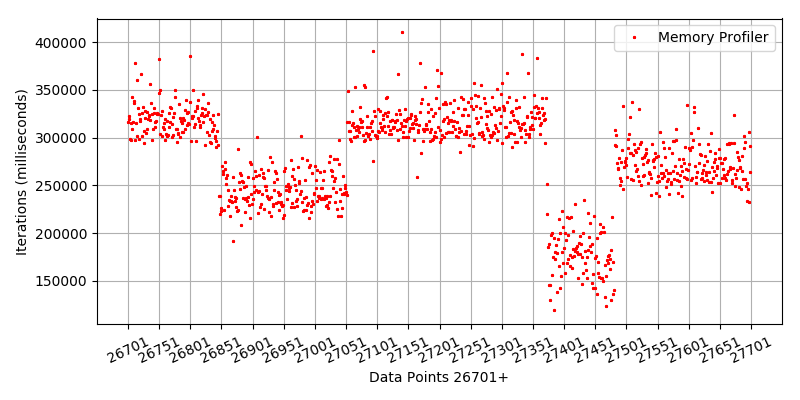 Memory Profiler
400000
350000
300000
250000
200000
150000
Iterations (milliseconds)
26701 26751 26801 26851 26901 26951 27001 27051 27101 27151 27201 27251 27301 27351 27401 27451 27501 27551 27601 27651 27701
Data Points 26701+